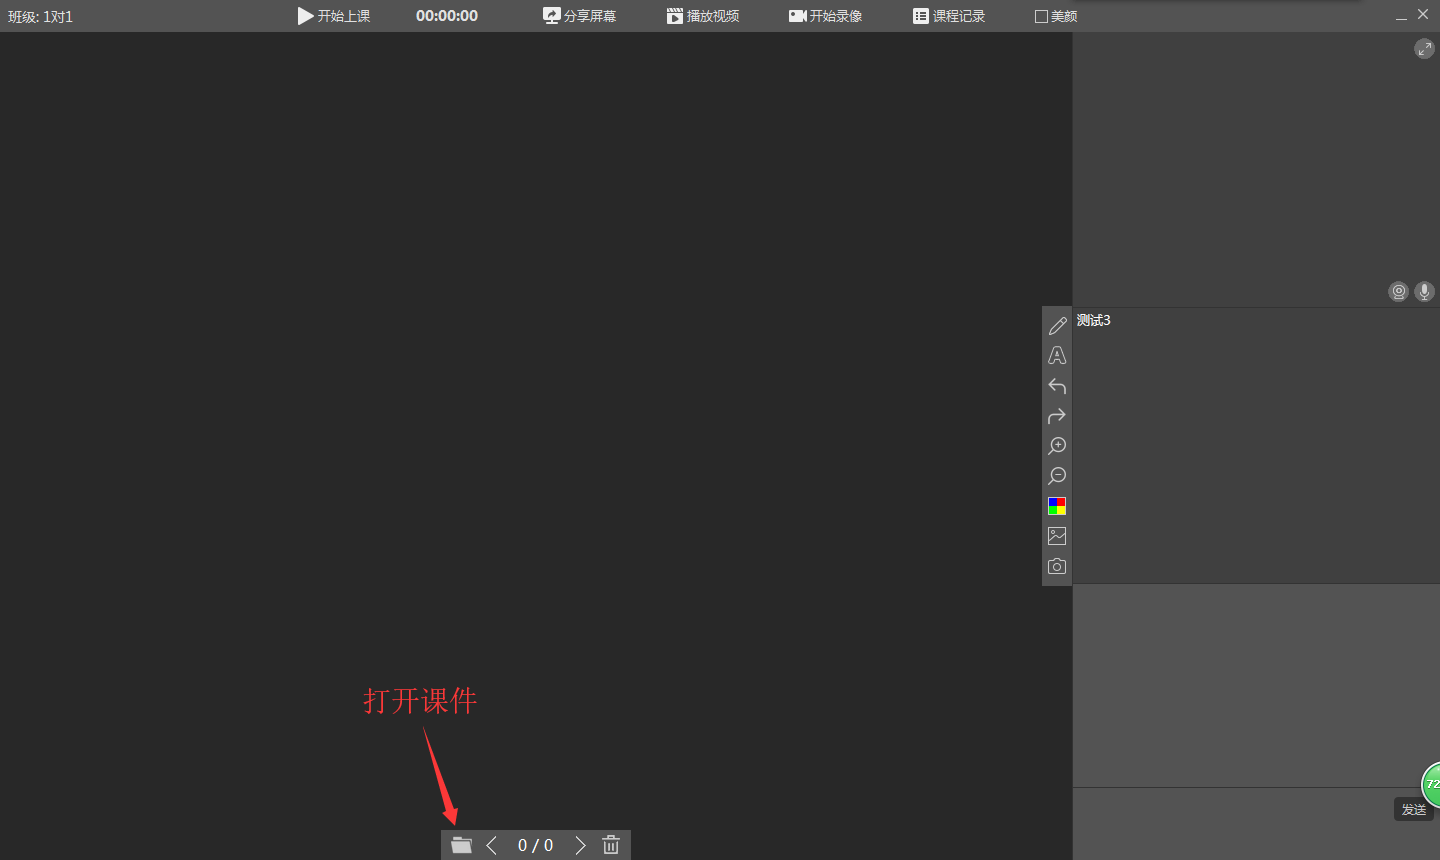 班级: 1对1
开始上课
00:00:00
分享屏幕
播放视频
开始录像
课程记录
美颜
测试3
打开课件
0 / 0
72
发送